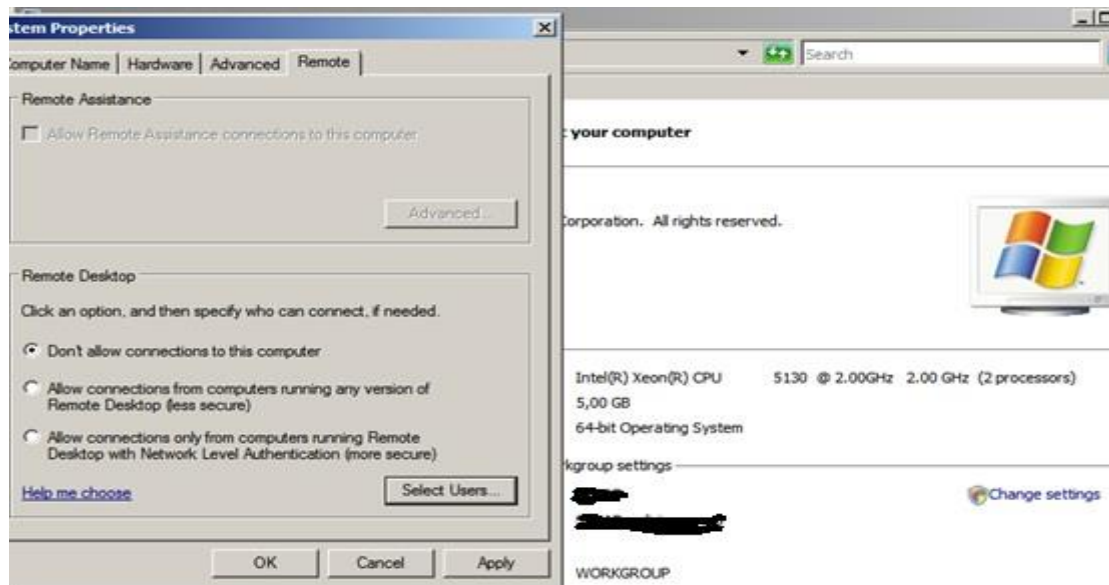 stem Properties
Computer Name
Hardware
Advanced
Remote
Remote Assistance
Allow Remote Assistance connections to this computer
Advanced...
Remote Desktop
Click an option, and then specify who can connect, if needed.
Don't allow connections to this computer
Allow connections from computers running any version of
Remote Desktop (less secure)
Allow connections only from computers running Remote
Desktop with Network Level Authentication (more secure)
Help me choose
Select Users...
OK
Cancel
Apply
Search
your computer
Corporation. All rights reserved.
Intel(R) Xeon(R) CPU 5130 @ 2.00GHz 2.00 GHz (2 processors)
5,00 GB
64-bit Operating System
kgroup settings
Change settings
WORKGROUP